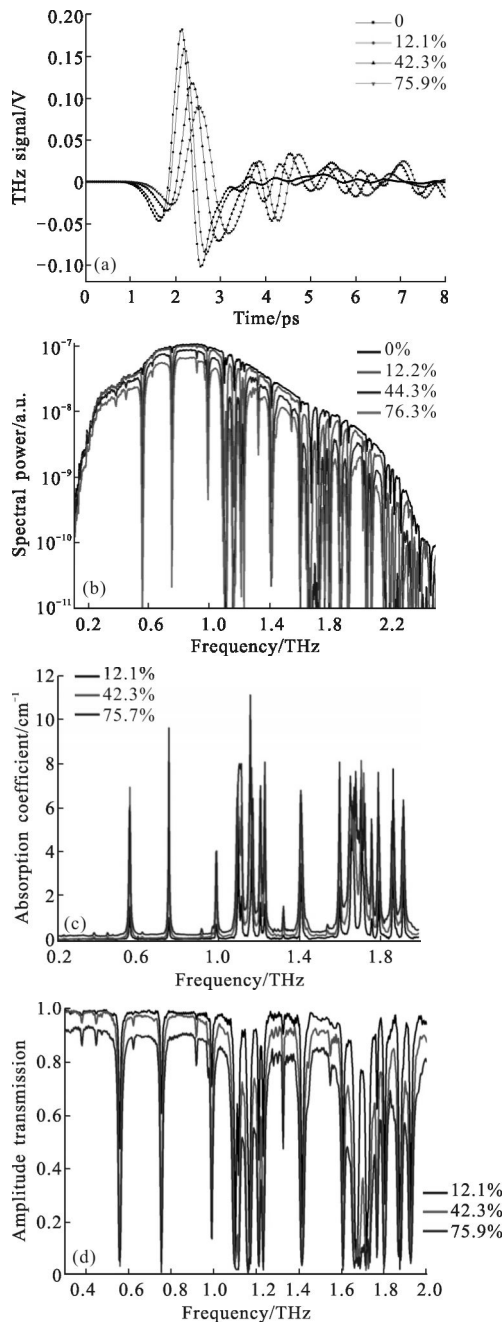 0.20
0
12.1%
42.3%
75.9%
0.15
0.10
0.05
0
−0.05
−0.10
THz signal/V
(a)
0 1 2 3 4 5 6 7 8
Time/ps
10⁻⁷
0%
12.2%
44.3%
76.3%
10⁻⁸
10⁻⁹
10⁻¹⁰
10⁻¹¹
Spectral power/a.u.
(b)
0.2 0.6 1.0 1.4 1.8 2.2
Frequency/THz
12.1%
42.3%
75.7%
12
10
8
6
4
2
0
Absorption coefficient/cm⁻¹
(c)
0.2 0.6 1.0 1.4 1.8
Frequency/THz
1.0
0.8
0.6
0.4
0.2
0
Amplitude transmission
12.1%
42.3%
75.9%
(d)
0.4 0.6 0.8 1.0 1.2 1.4 1.6 1.8 2.0
Frequency/THz